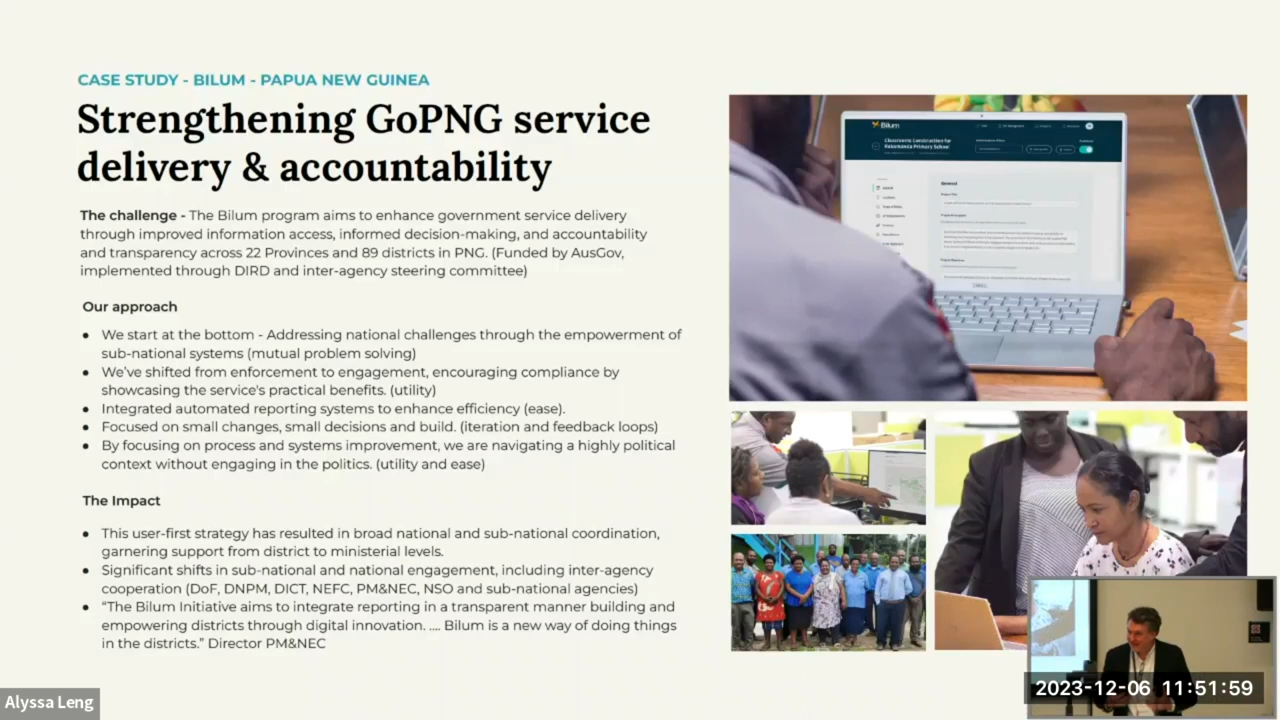 CASE STUDY - BILUM - PAPUA NEW GUINEA
Strengthening GoPNG service
delivery & accountability
The challenge - The Bilum program aims to enhance government service delivery
through improved information access, informed decision-making, and accountability
and transparency across 22 Provinces and 89 districts in PNG. (Funded by AusGov,
implemented through DIRD and inter-agency steering committee)
Our approach
● We start at the bottom - Addressing national challenges through the empowerment of
sub-national systems (mutual problem solving)
● We've shifted from enforcement to engagement, encouraging compliance by
showcasing the service's practical benefits. (utility)
● Integrated automated reporting systems to enhance efficiency (ease).
● Focused on small changes, small decisions and build. (iteration and feedback loops)
● By focusing on process and systems improvement, we are navigating a highly political
context without engaging in the politics. (utility and ease)
The Impact
● This user-first strategy has resulted in broad national and sub-national coordination,
garnering support from district to ministerial levels.
● Significant shifts in sub-national and national engagement, including inter-agency
cooperation (DoF, DNPM, DICT, NEFC, PM&NEC, NSO and sub-national agencies)
● “The Bilum Initiative aims to integrate reporting in a transparent manner building and
empowering districts through digital innovation. .... Bilum is a new way of doing things
in the districts.” Director PM&NEC
Bilum
Classrooms Construction for
Primary School
General
Alyssa Leng
2023-12-06 11:51:59